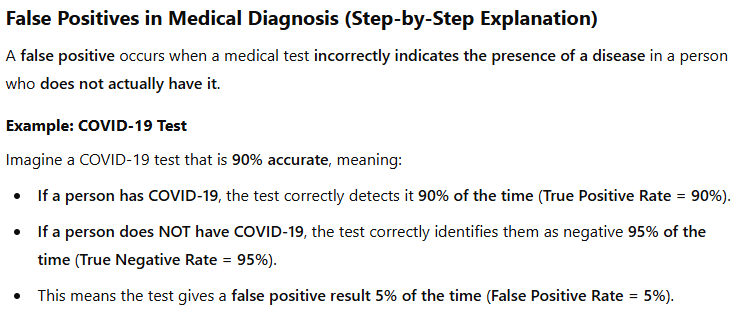 False Positives in Medical Diagnosis (Step-by-Step Explanation)
A false positive occurs when a medical test incorrectly indicates the presence of a disease in a person
who does not actually have it.
Example: COVID-19 Test
Imagine a COVID-19 test that is 90% accurate, meaning:
• If a person has COVID-19, the test correctly detects it 90% of the time (True Positive Rate = 90%).
• If a person does NOT have COVID-19, the test correctly identifies them as negative 95% of the
time (True Negative Rate = 95%).
• This means the test gives a false positive result 5% of the time (False Positive Rate = 5%).